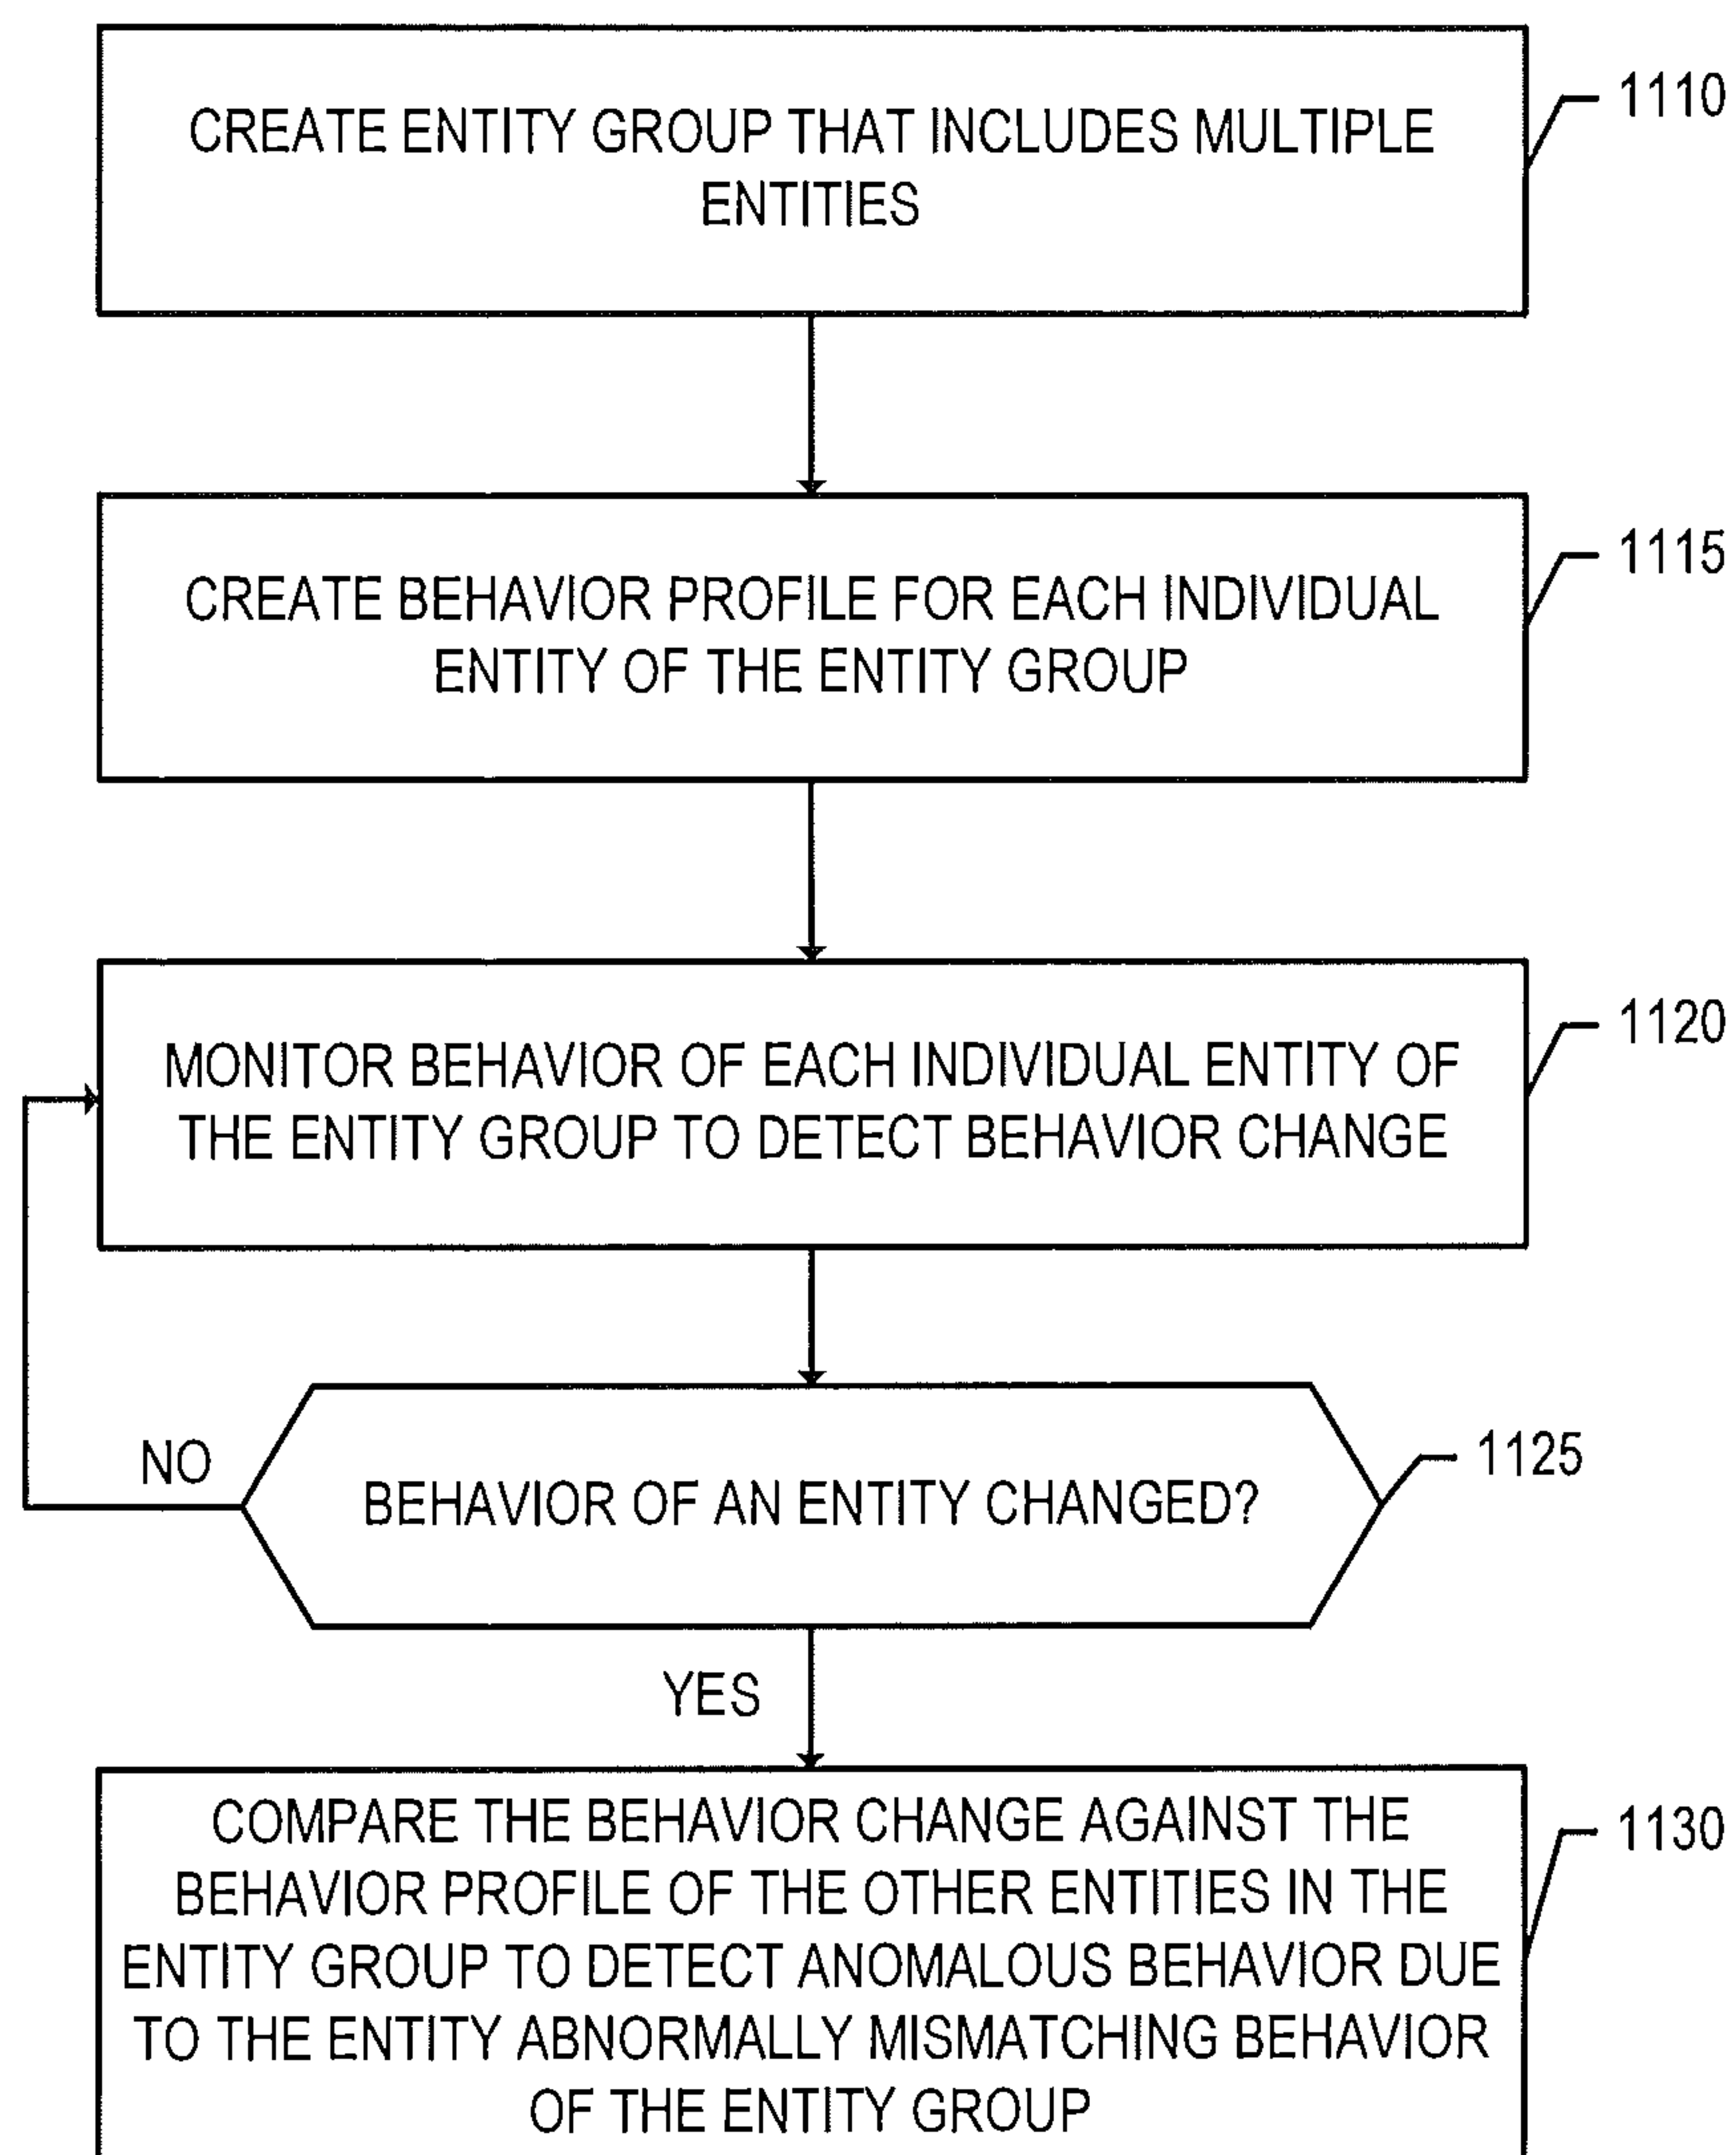 CREATE ENTITY GROUP THAT INCLUDES MULTIPLE
ENTITIES
1110
CREATE BEHAVIOR PROFILE FOR EACH INDIVIDUAL
ENTITY OF THE ENTITY GROUP
1115
MONITOR BEHAVIOR OF EACH INDIVIDUAL ENTITY OF
THE ENTITY GROUP TO DETECT BEHAVIOR CHANGE
1120
NO
BEHAVIOR OF AN ENTITY CHANGED?
1125
YES
COMPARE THE BEHAVIOR CHANGE AGAINST THE
BEHAVIOR PROFILE OF THE OTHER ENTITIES IN THE
ENTITY GROUP TO DETECT ANOMALOUS BEHAVIOR DUE
TO THE ENTITY ABNORMALLY MISMATCHING BEHAVIOR
OF THE ENTITY GROUP
1130